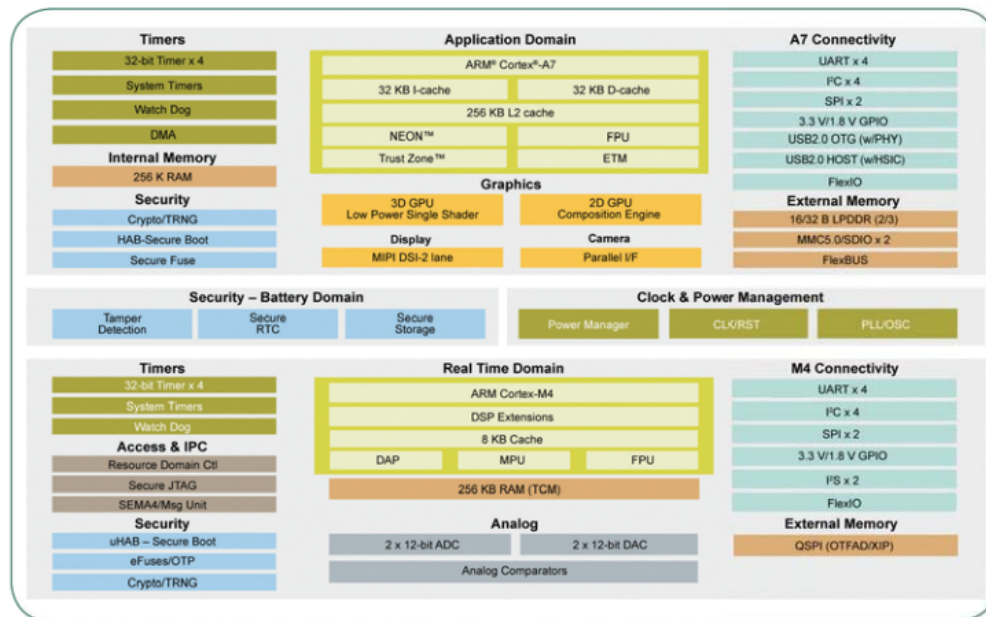 Timers
32-bit Timer x 4
System Timers
Watch Dog
DMA
Internal Memory
256 K RAM
Security
Crypto/TRNG
HAB-Secure Boot
Secure Fuse
Application Domain
ARM® Cortex®-A7
32 KB I-cache
32 KB D-cache
256 KB L2 cache
NEON™
FPU
Trust Zone™
ETM
Graphics
3D GPU
Low Power Single Shader
2D GPU
Composition Engine
Display
MIPI DSI-2 lane
Camera
Parallel I/F
A7 Connectivity
UART x 4
I²C x 4
SPI x 2
3.3 V/1.8 V GPIO
USB2.0 OTG (w/PHY)
USB2.0 HOST (w/HSIC)
FlexIO
External Memory
16/32 B LPDDR (2/3)
MMC5.0/SDIO x 2
FlexBUS
Security – Battery Domain
Tamper
Detection
Secure
RTC
Secure
Storage
Clock & Power Management
Power Manager
CLK/RST
PLL/OSC
Timers
32-bit Timer x 4
System Timers
Watch Dog
Access & IPC
Resource Domain Ctl
Secure JTAG
SEMA4/Msg Unit
Security
uHAB – Secure Boot
eFuses/OTP
Crypto/TRNG
Real Time Domain
ARM Cortex-M4
DSP Extensions
8 KB Cache
DAP
MPU
FPU
256 KB RAM (TCM)
Analog
2 x 12-bit ADC
2 x 12-bit DAC
Analog Comparators
M4 Connectivity
UART x 4
I²C x 4
SPI x 2
3.3 V/1.8 V GPIO
I²S x 2
FlexIO
External Memory
QSPI (OTFAD/XIP)